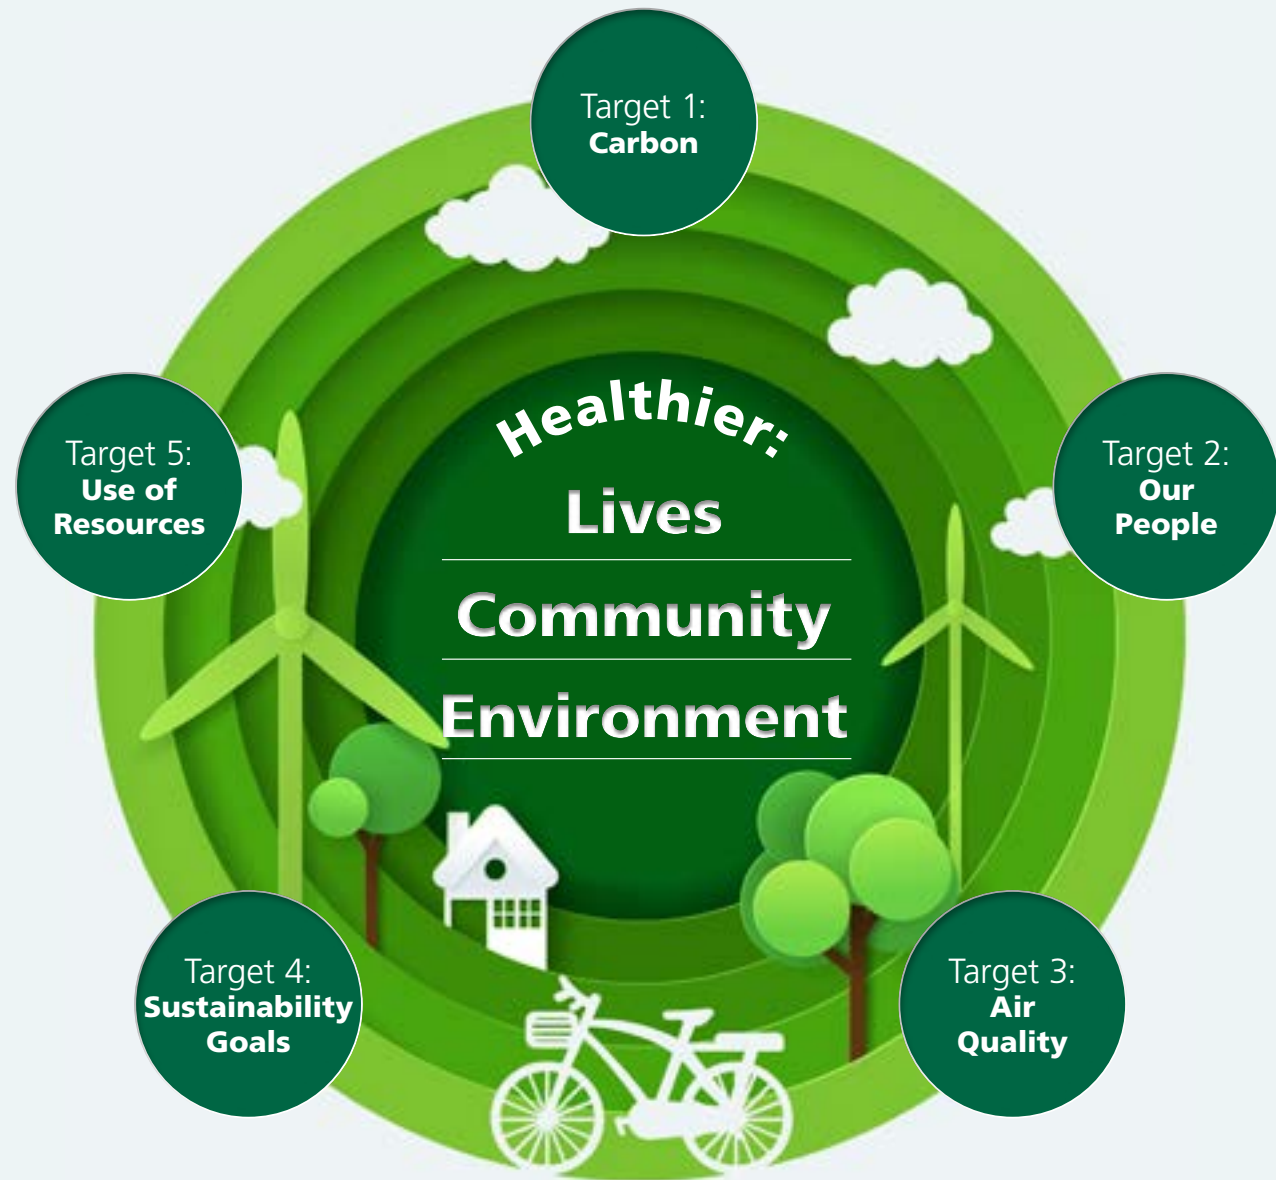 Target 1:
Carbon
Healthier:
Lives
Community
Environment
Target 2:
Our
People
Target 3:
Air
Quality
Target 4:
Sustainability
Goals
Target 5:
Use of
Resources